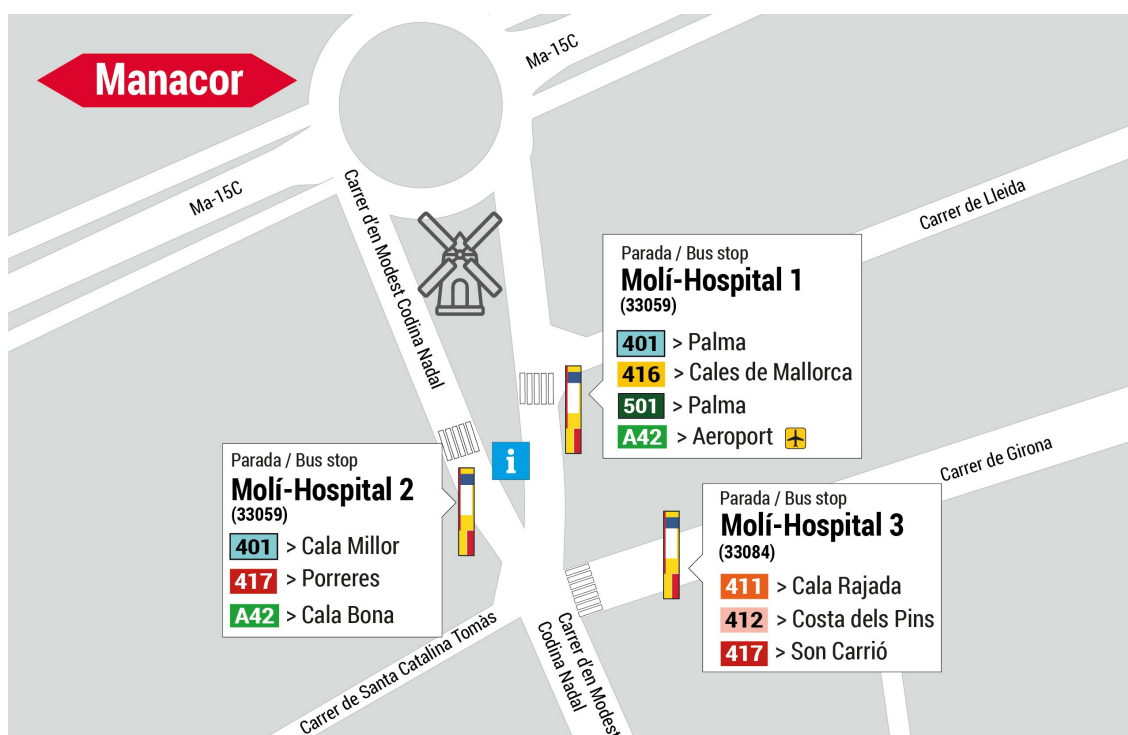 Manacor
Ma-15C
Ma-15C
Carrer d'en Modest Codina Nadal
Carrer de Lleida
Parada / Bus stop
Molí-Hospital 1
(33059)
401 > Palma
416 > Cales de Mallorca
501 > Palma
A42 > Aeroport
i
Parada / Bus stop
Molí-Hospital 2
(33059)
401 > Cala Millor
417 > Porreres
A42 > Cala Bona
Carrer de Girona
Parada / Bus stop
Molí-Hospital 3
(33084)
411 > Cala Rajada
412 > Costa dels Pins
417 > Son Carrió
Carrer de Santa Catalina Tomàs
Carrer d'en Modest
Codina Nadal